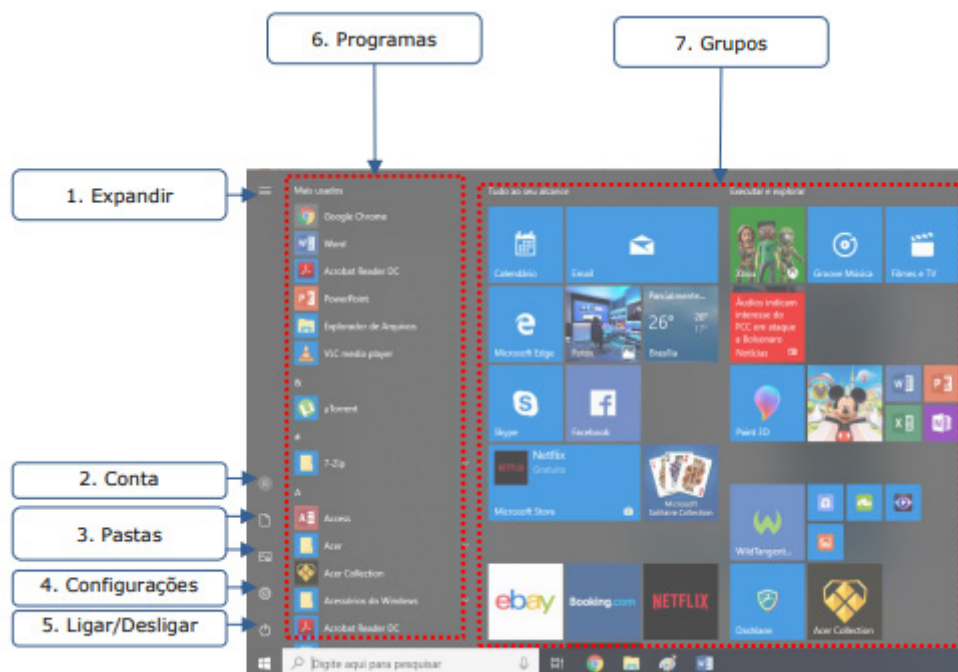 6. Programas
7. Grupos
1. Expandir
2. Conta
3. Pastas
4. Configurações
5. Ligar/Desligar
Mais usados
Google Chrome
Word
Acrobat Reader DC
PowerPoint
Explorador de Arquivos
VLC media player
&
µTorrent
#
7-Zip
A
Access
Acer
Acer Collection
Acessórios do Windows
Acrobat Reader DC
Tudo ao seu alcance
Calendário
Email
Microsoft Edge
Fotos
Parcialmente...
26°
26°
17°
Brasília
Skype
Facebook
NETFLIX
Netflix
Gratuito
Microsoft Store
Microsoft
Solitaire Collection
ebay
Booking.com
NETFLIX
Executar e explorar
Xbox
Groove Música
Filmes e TV
Áudios indicam
interesse do
PCC em ataque
a Bolsonaro
Notícias
Paint 3D
WildTangent...
Dashlane
Acer Collection
Digite aqui para pesquisar